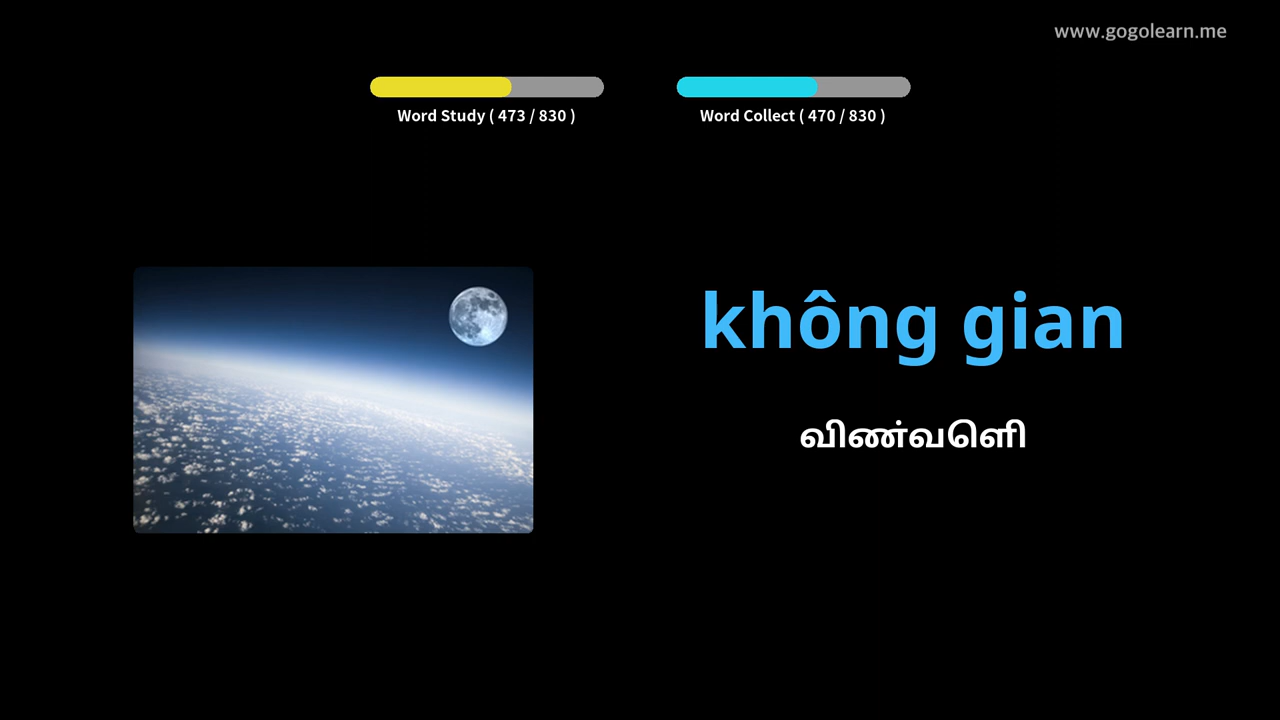 www.gogolearn.me
Word Study ( 473 / 830 )
Word Collect ( 470 / 830 )
không gian
விண்வெளி